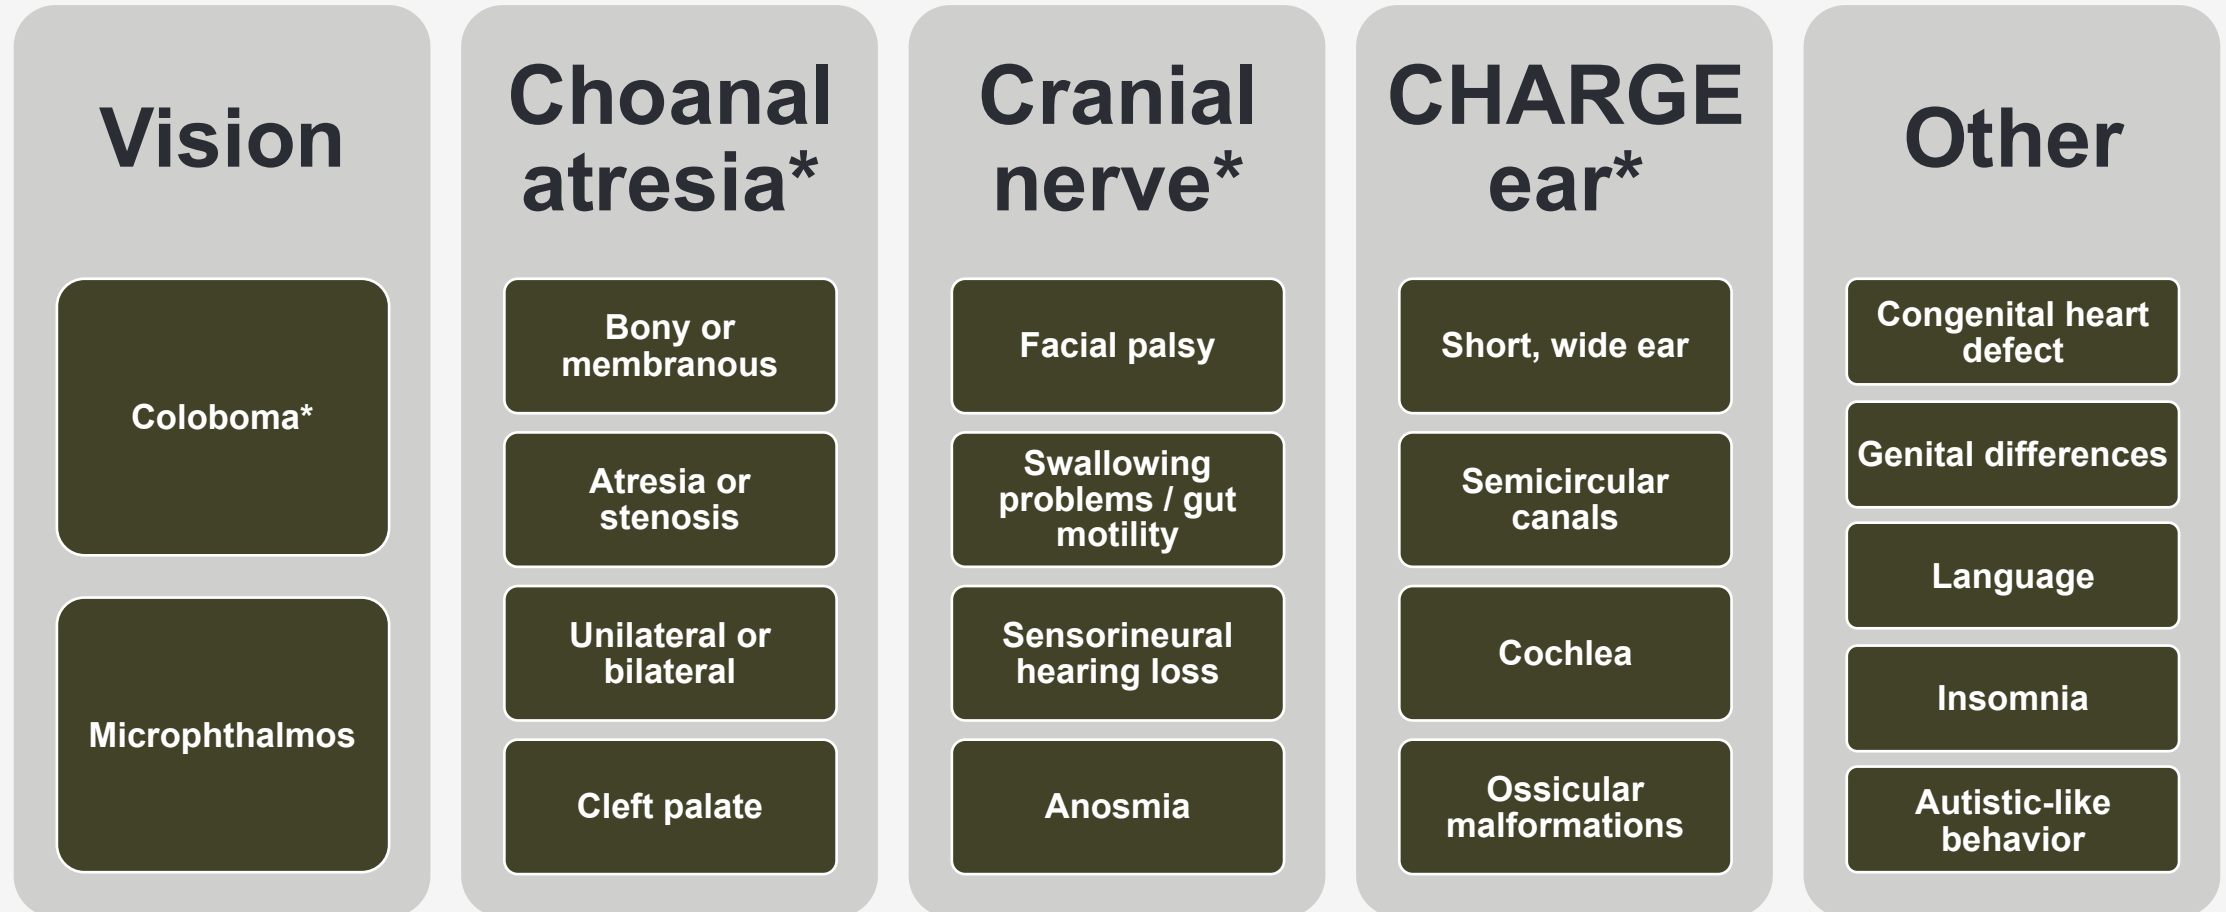 Vision
Coloboma*
Microphthalmos
Choanal
atresia*
Bony or
membranous
Atresia or
stenosis
Unilateral or
bilateral
Cleft palate
Cranial
nerve*
Facial palsy
Swallowing
problems / gut
motility
Sensorineural
hearing loss
Anosmia
CHARGE
ear*
Short, wide ear
Semicircular
canals
Cochlea
Ossicular
malformations
Other
Congenital heart
defect
Genital differences
Language
Insomnia
Autistic-like
behavior